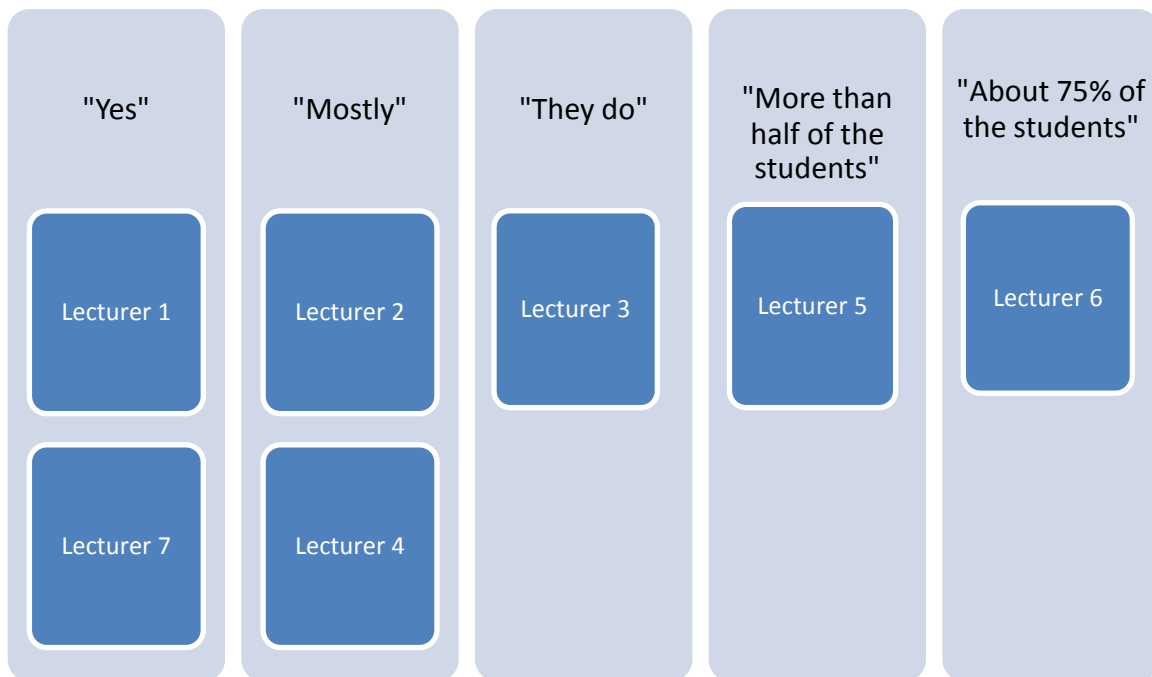 "Yes"
Lecturer 1
Lecturer 7
"Mostly"
Lecturer 2
Lecturer 4
"They do"
Lecturer 3
"More than
half of the
students"
Lecturer 5
"About 75% of
the students"
Lecturer 6